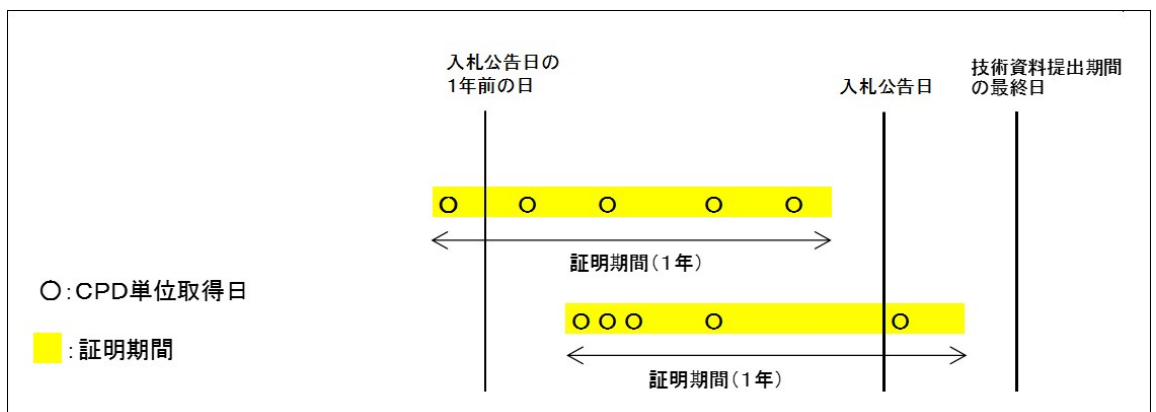 入札公告日の
1年前の日
入札公告日
技術資料提出期間
の最終日
証明期間(1年)
○:CPD単位取得日
証明期間(1年)
:証明期間